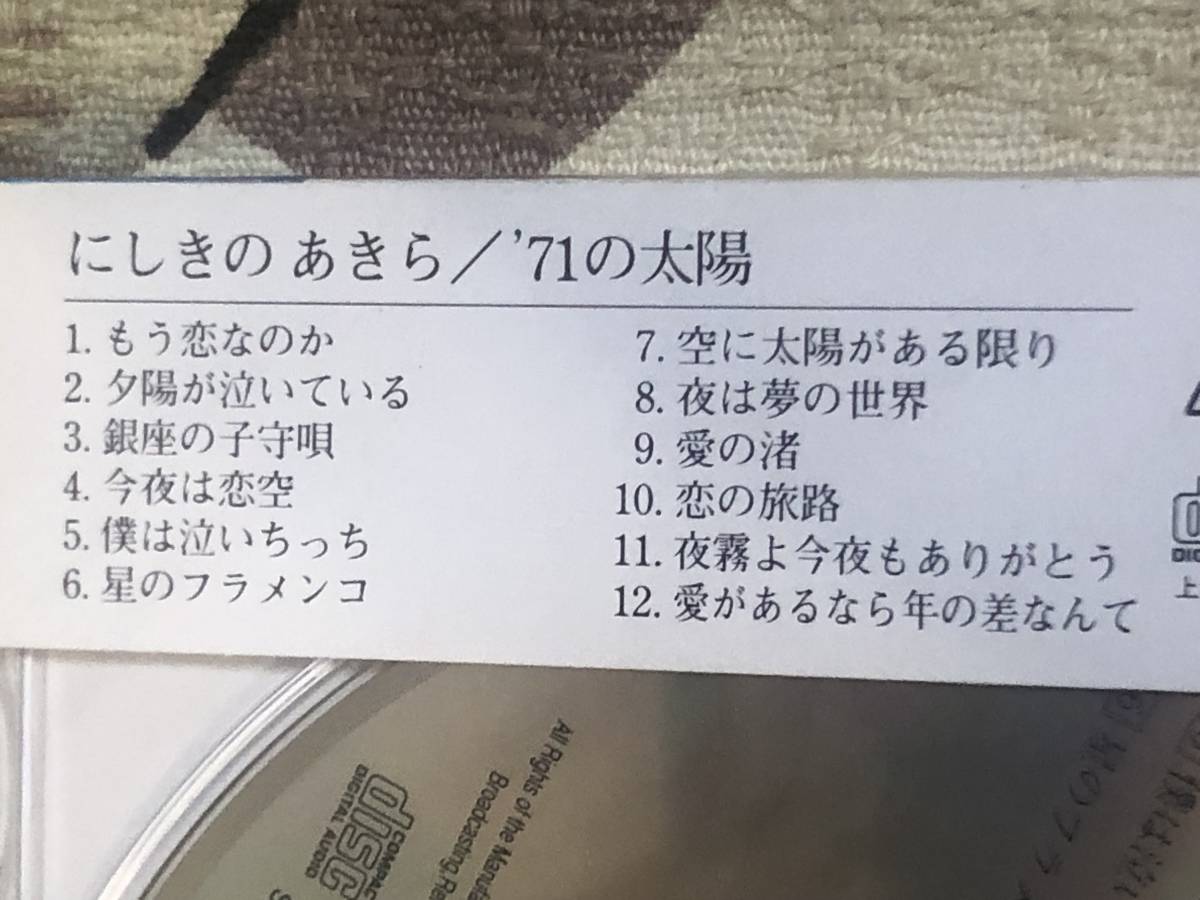 にしきの あきら／’71の太陽
1. もう恋なのか
2. 夕陽が泣いている
3. 銀座の子守唄
4. 今夜は恋空
5. 僕は泣いちっち
6. 星のフラメンコ
7. 空に太陽がある限り
8. 夜は夢の世界
9. 愛の渚
10. 恋の旅路
11. 夜霧よ今夜もありがとう
12. 愛があるなら年の差なんて
上
COMPAC
disc
DIGITAL AUDIO
All Rights of the Manufa
Broadcasting, Re